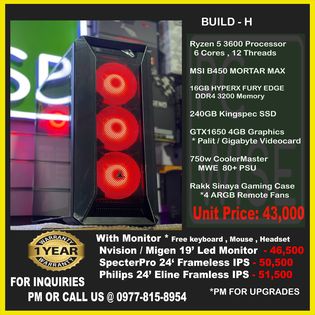 BUILD - H
Ryzen 5 3600 Processor
6 Cores , 12 Threads
MSI B450 MORTAR MAX
16GB HYPERX FURY EDGE
DDR4 3200 Memory
240GB Kingspec SSD
GTX1650 4GB Graphics
* Palit / Gigabyte Videocard
750w CoolerMaster
MWE 80+ PSU
Rakk Sinaya Gaming Case
*4 ARGB Remote Fans
Unit Price: 43,000
WARRANTY
1 YEAR
WARRANTY
With Monitor * Free keyboard , Mouse , Headset
Nvision / Migen 19' Led Monitor - 46,500
SpecterPro 24' Frameless IPS - 50,500
Philips 24' Eline Framless IPS - 51,500
FOR INQUIRIES
PM OR CALL US @ 0977-815-8954
*PM FOR UPGRADES